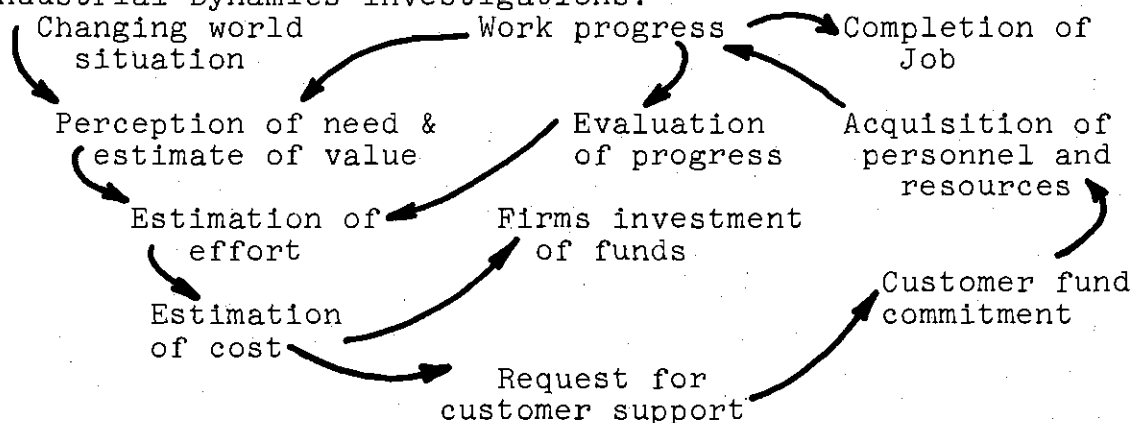 ndustrial Dynamics investigations.
Changing world
situation
Work progress
Completion of
Job
Perception of need &
estimate of value
Evaluation
of progress
Acquisition of
personnel and
resources
Estimation of
effort
Firms investment
of funds
Customer fund
commitment
Estimation
of cost
Request for
customer support